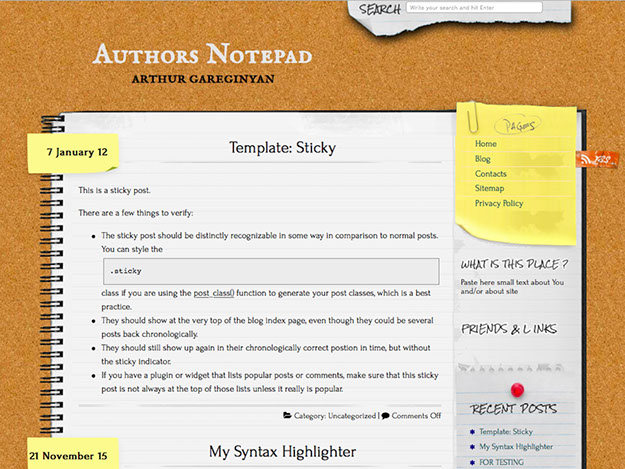 SEARCH
Write your search and hit Enter
AUTHORS NOTEPAD
ARTHUR GAREGINYAN
7 January 12
Template: Sticky
This is a sticky post.
There are a few things to verify:
The sticky post should be distinctly recognizable in some way in comparison to normal posts.
You can style the
.sticky
class if you are using the post_class() function to generate your post classes, which is a best
practice.
They should show at the very top of the blog index page, even though they could be several
posts back chronologically.
They should still show up again in their chronologically correct postion in time, but without
the sticky indicator.
If you have a plugin or widget that lists popular posts or comments, make sure that this sticky
post is not always at the top of those lists unless it really is popular.
Category: Uncategorized | Comments Off
21 November 15
My Syntax Highlighter
PAGES
Home
Blog
Contacts
Sitemap
Privacy Policy
RSS
WHAT IS THIS PLACE ?
Paste here small text about You
and/or about site
FRIENDS & LINKS
RECENT POSTS
Template: Sticky
My Syntax Highlighter
FOR TESTING